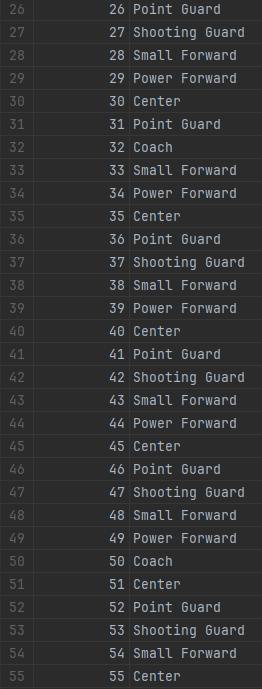 26 26 Point Guard
27 27 Shooting Guard
28 28 Small Forward
29 29 Power Forward
30 30 Center
31 31 Point Guard
32 32 Coach
33 33 Small Forward
34 34 Power Forward
35 35 Center
36 36 Point Guard
37 37 Shooting Guard
38 38 Small Forward
39 39 Power Forward
40 40 Center
41 41 Point Guard
42 42 Shooting Guard
43 43 Small Forward
44 44 Power Forward
45 45 Center
46 46 Point Guard
47 47 Shooting Guard
48 48 Small Forward
49 49 Power Forward
50 50 Coach
51 51 Center
52 52 Point Guard
53 53 Shooting Guard
54 54 Small Forward
55 55 Center